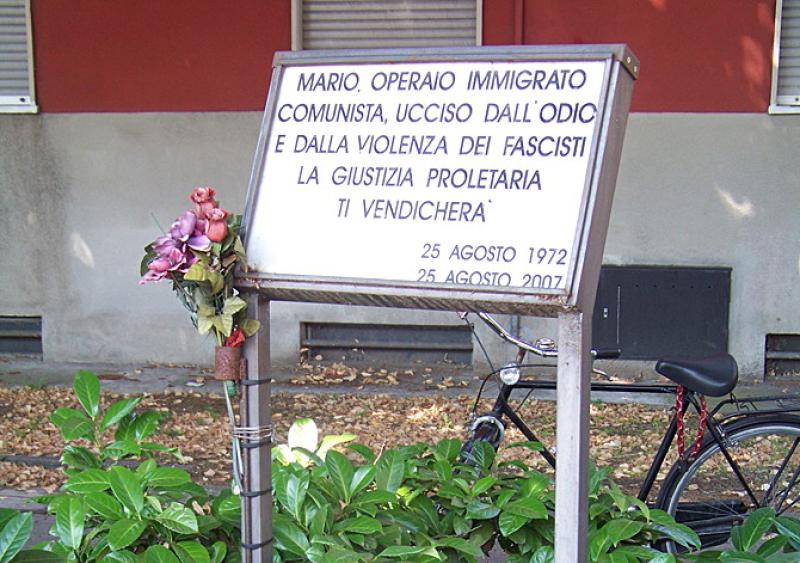 MARIO, OPERAIO IMMIGRATO
COMUNISTA, UCCISO DALL'ODIO
E DALLA VIOLENZA DEI FASCISTI
LA GIUSTIZIA PROLETARIA
TI VENDICHERA'
25 AGOSTO 1972
25 AGOSTO 2007